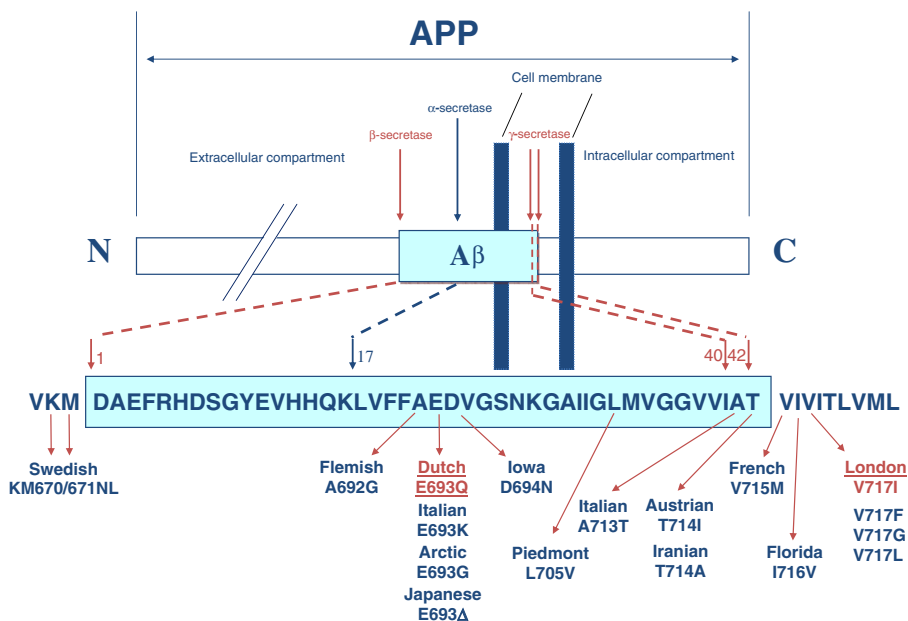 APP
Cell membrane
α-secretase
β-secretase
γ-secretase
Extracellular compartment
Intracellular compartment
N
Aβ
C
1
17
40
42
VKM
DAEFRHDSGYEVHHQKLVFFAEDVGSNKGAIIGLMVGGVVIAT
VIVITLVML
Swedish
KM670/671NL
Flemish
A692G
Dutch
E693Q
Italian
E693K
Arctic
E693G
Japanese
E693Δ
Iowa
D694N
Piedmont
L705V
Italian
A713T
Austrian
T714I
Iranian
T714A
French
V715M
Florida
I716V
London
V717I
V717F
V717G
V717L